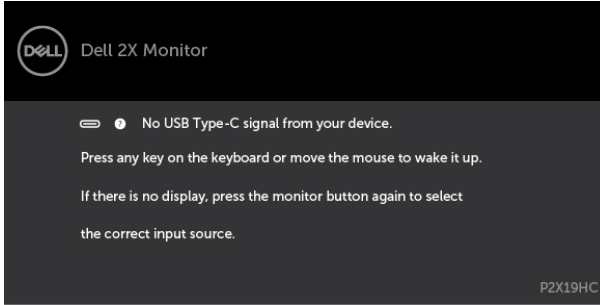 DELL
Dell 2X Monitor
? No USB Type-C signal from your device.
Press any key on the keyboard or move the mouse to wake it up.
If there is no display, press the monitor button again to select
the correct input source.
P2X19HC